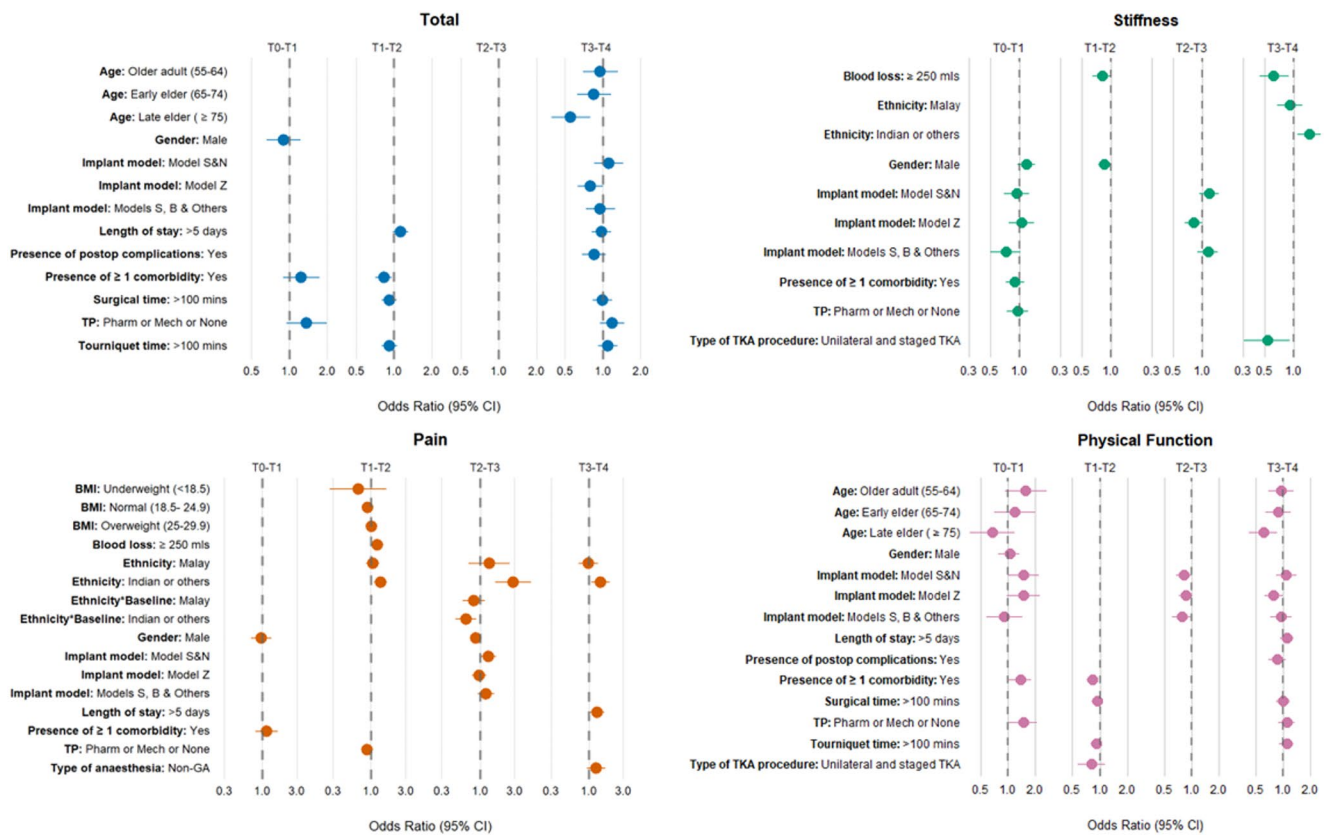 Total
T0-T1 T1-T2 T2-T3 T3-T4
Age: Older adult (55-64)
Age: Early elder (65-74)
Age: Late elder ( ≥ 75)
Gender: Male
Implant model: Model S&N
Implant model: Model Z
Implant model: Models S, B & Others
Length of stay: >5 days
Presence of postop complications: Yes
Presence of ≥ 1 comorbidity: Yes
Surgical time: >100 mins
TP: Pharm or Mech or None
Tourniquet time: >100 mins
0.5 1.0 2.0 0.5 1.0 2.0 0.5 1.0 2.0 0.5 1.0 2.0
Odds Ratio (95% CI)
Stiffness
T0-T1 T1-T2 T2-T3 T3-T4
Blood loss: ≥ 250 mls
Ethnicity: Malay
Ethnicity: Indian or others
Gender: Male
Implant model: Model S&N
Implant model: Model Z
Implant model: Models S, B & Others
Presence of ≥ 1 comorbidity: Yes
TP: Pharm or Mech or None
Type of TKA procedure: Unilateral and staged TKA
0.3 0.5 1.0 0.3 0.5 1.0 0.3 0.5 1.0 0.3 0.5 1.0
Odds Ratio (95% CI)
Pain
T0-T1 T1-T2 T2-T3 T3-T4
BMI: Underweight (<18.5)
BMI: Normal (18.5- 24.9)
BMI: Overweight (25-29.9)
Blood loss: ≥ 250 mls
Ethnicity: Malay
Ethnicity: Indian or others
Ethnicity*Baseline: Malay
Ethnicity*Baseline: Indian or others
Gender: Male
Implant model: Model S&N
Implant model: Model Z
Implant model: Models S, B & Others
Length of stay: >5 days
Presence of ≥ 1 comorbidity: Yes
TP: Pharm or Mech or None
Type of anaesthesia: Non-GA
0.3 1.0 3.0 0.3 1.0 3.0 0.3 1.0 3.0 0.3 1.0 3.0
Odds Ratio (95% CI)
Physical Function
T0-T1 T1-T2 T2-T3 T3-T4
Age: Older adult (55-64)
Age: Early elder (65-74)
Age: Late elder ( ≥ 75)
Gender: Male
Implant model: Model S&N
Implant model: Model Z
Implant model: Models S, B & Others
Length of stay: >5 days
Presence of postop complications: Yes
Presence of ≥ 1 comorbidity: Yes
Surgical time: >100 mins
TP: Pharm or Mech or None
Tourniquet time: >100 mins
Type of TKA procedure: Unilateral and staged TKA
0.5 1.0 2.0 0.5 1.0 2.0 0.5 1.0 2.0 0.5 1.0 2.0
Odds Ratio (95% CI)